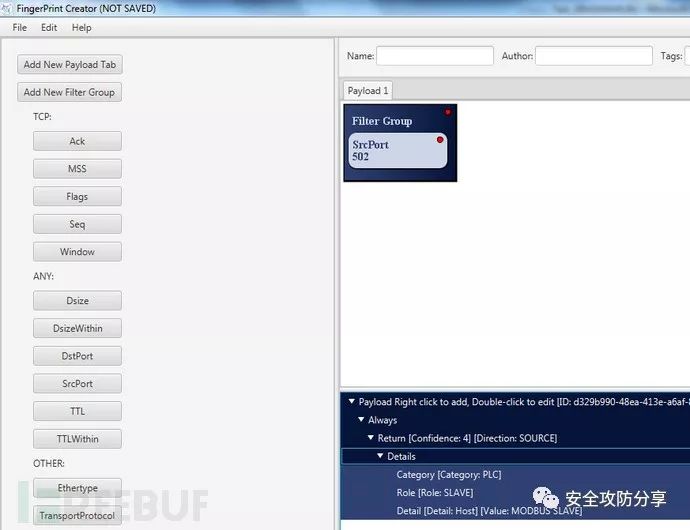 FingerPrint Creator (NOT SAVED)
File Edit Help
Add New Payload Tab
Add New Filter Group
TCP:
Ack
MSS
Flags
Seq
Window
ANY:
Dsize
DsizeWithin
DstPort
SrcPort
TTL
TTLWithin
OTHER:
Ethertype
TransportProtocol
Name: Author: Tags:
Payload 1
Filter Group
SrcPort
502
Payload Right click to add, Double-click to edit [ID: d329b990-48ea-413e-a6af-
Always
Return [Confidence: 4] [Direction: SOURCE]
Details
Category [Category: PLC]
Role [Role: SLAVE]
Detail [Detail: Host] [Value: MODBUS SLAVE]
安全攻防分享
REEBUF